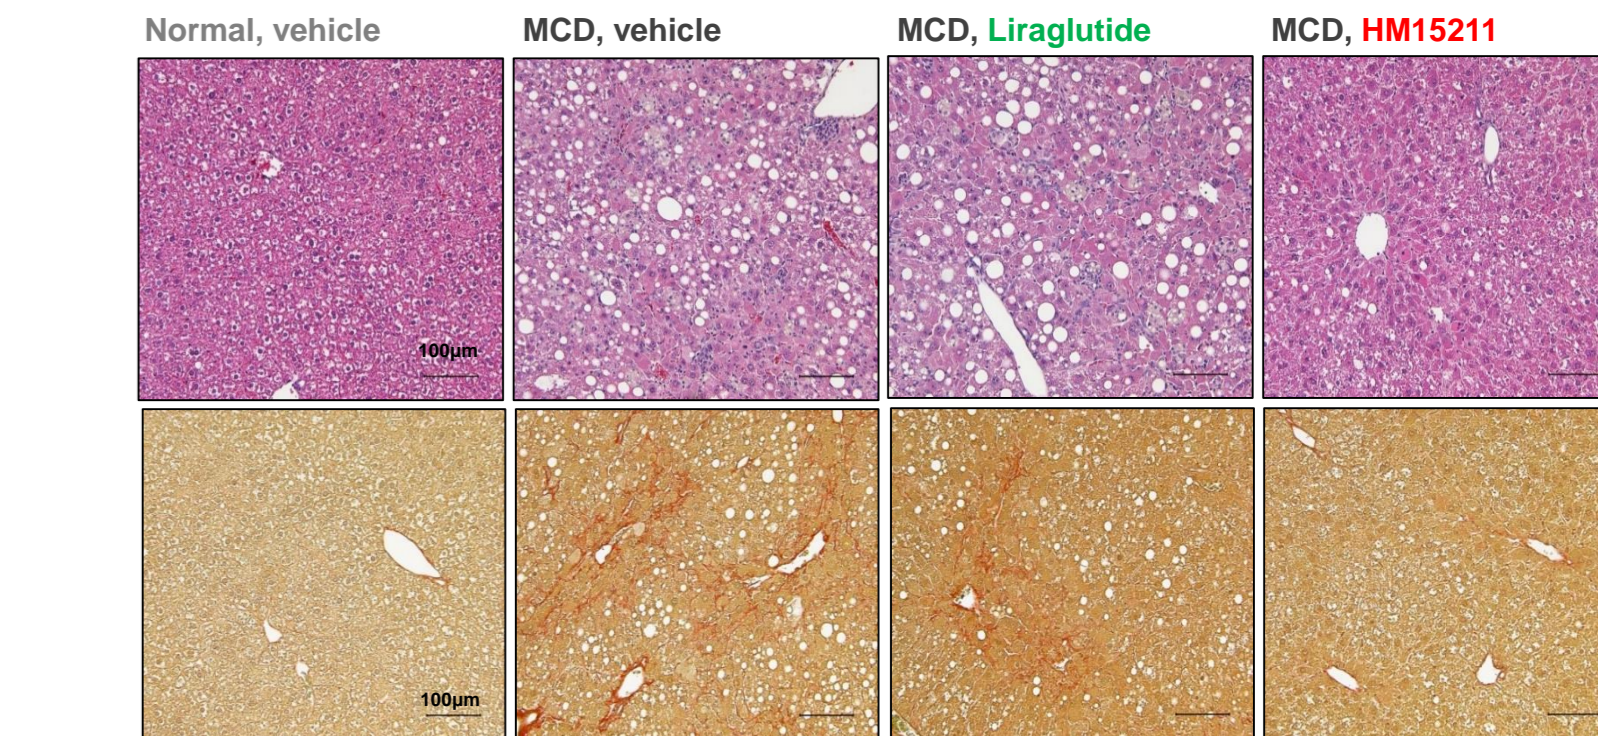 Normal, vehicle
MCD, vehicle
MCD, Liraglutide
MCD, HM15211
100µm
100µm